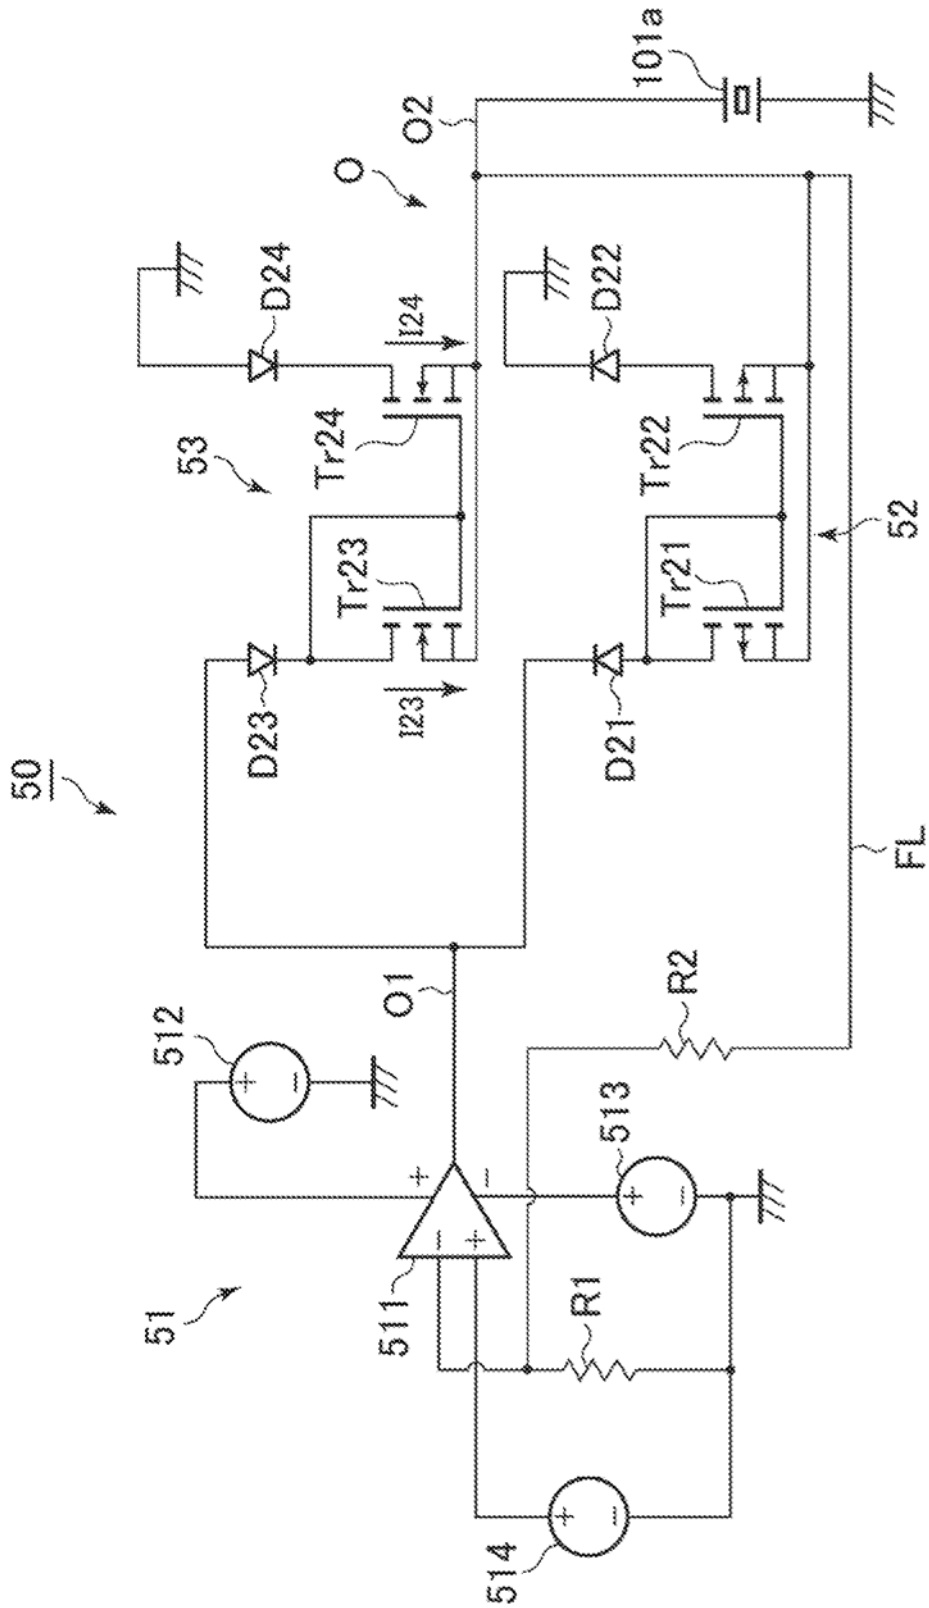 50
51
512
O1
511
R1
514
513
R2
FL
53
D23
I23
Tr23
D24
I24
Tr24
O
O2
101a
D21
Tr21
D22
Tr22
52
+
−
−
+
+
−
+
−
+
−